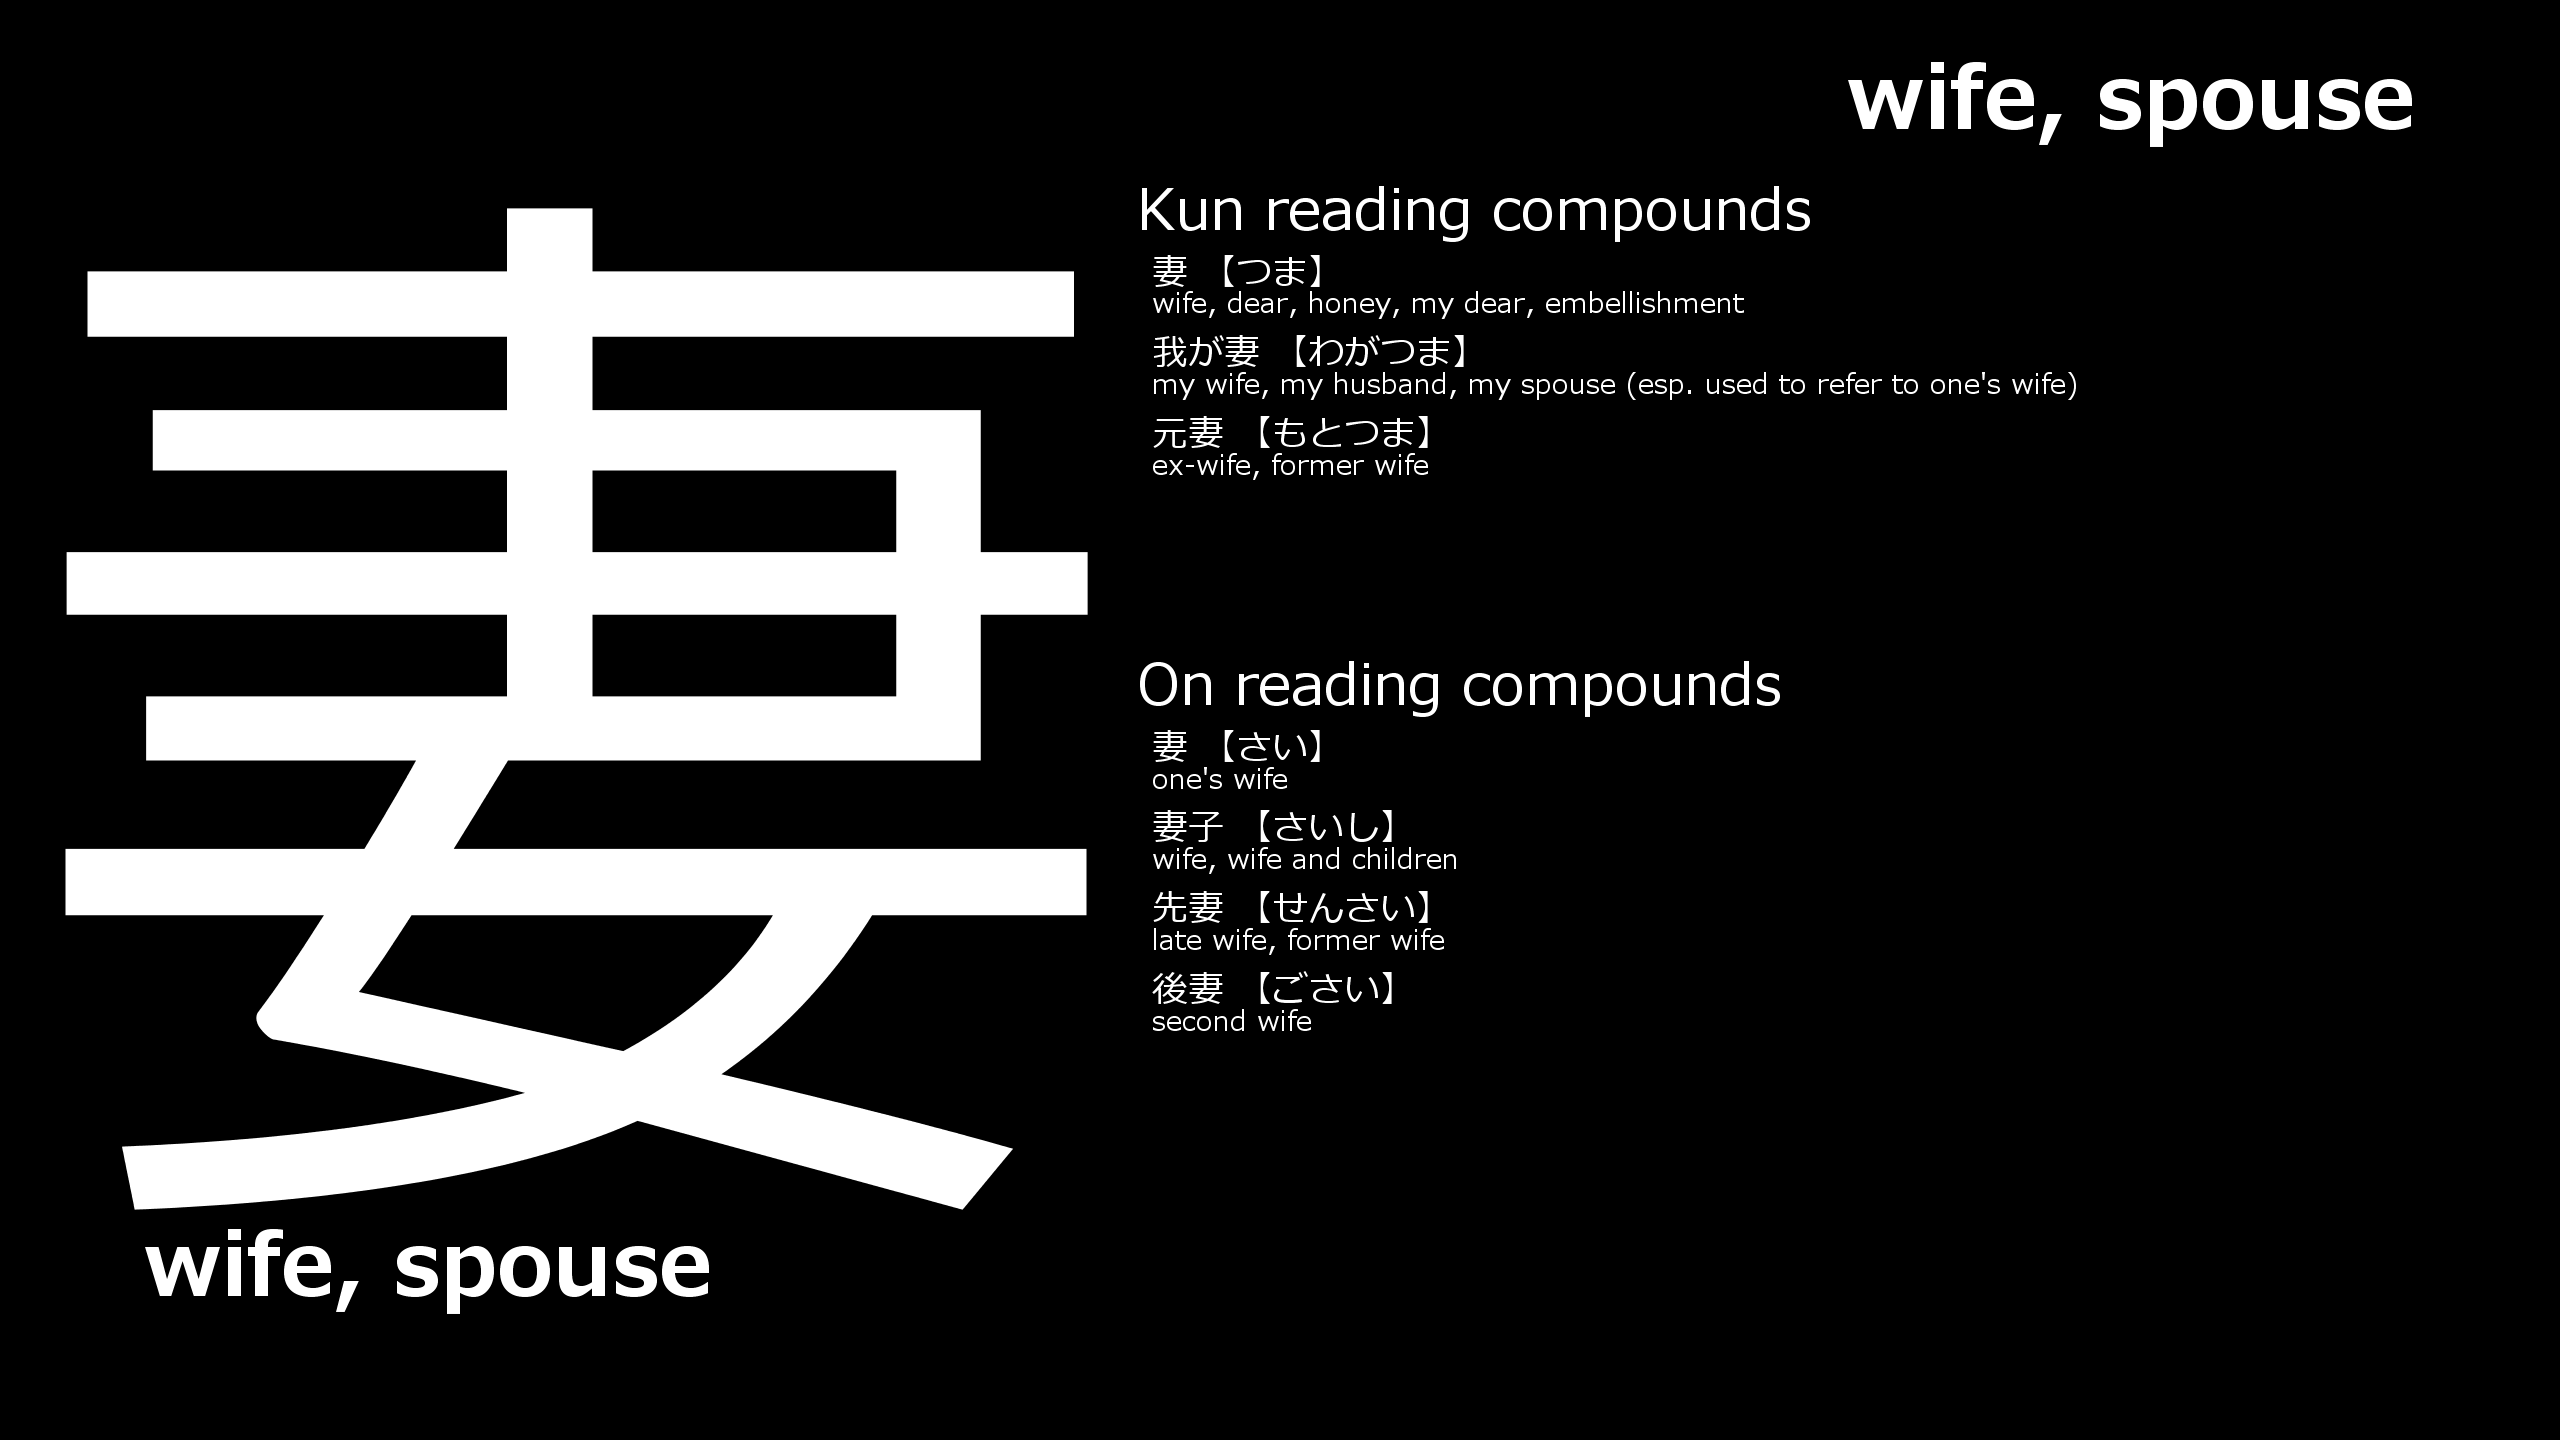 wife, spouse
妻
wife, spouse
Kun reading compounds
妻 【つま】
wife, dear, honey, my dear, embellishment
我が妻 【わがつま】
my wife, my husband, my spouse (esp. used to refer to one's wife)
元妻 【もとつま】
ex-wife, former wife
On reading compounds
妻 【さい】
one's wife
妻子 【さいし】
wife, wife and children
先妻 【せんさい】
late wife, former wife
後妻 【ごさい】
second wife